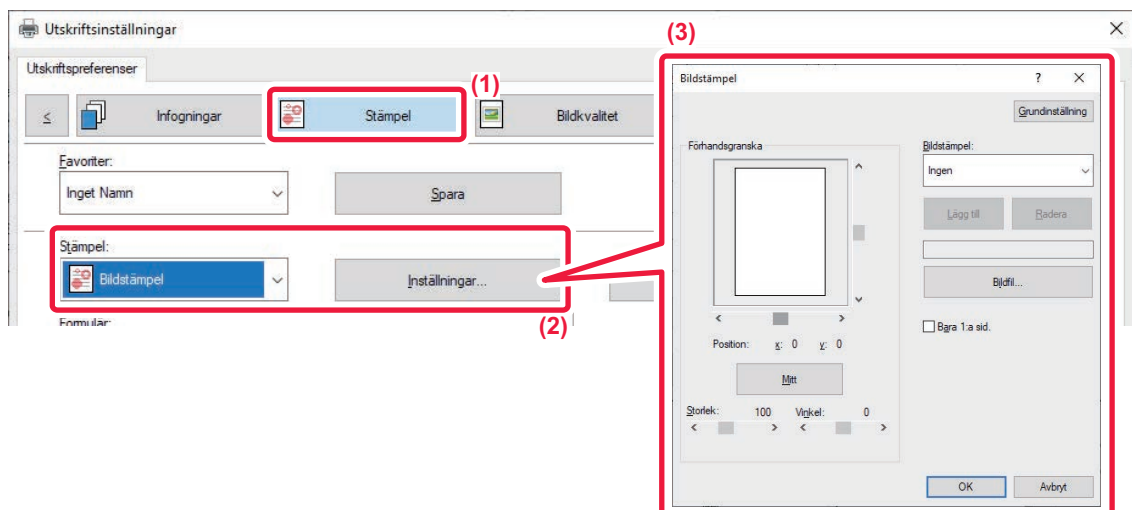 Utskriftsinställningar
(3)
Utskriftspreferenser
(1)
< Infogningar Stämpel Bildkvalitet
Favoriter:
Inget Namn Spara
Stämpel:
Bildstämpel Inställningar...
(2)
Formulär:
Bildstämpel ? X
Grundinställning
Förhandsgranska
Bildstämpel:
Ingen
Lägg till Radera
Bildfil...
Bara 1:a sid.
Position: x: 0 y: 0
Mitt
Storlek: 100 Vinkel: 0
OK Avbryt